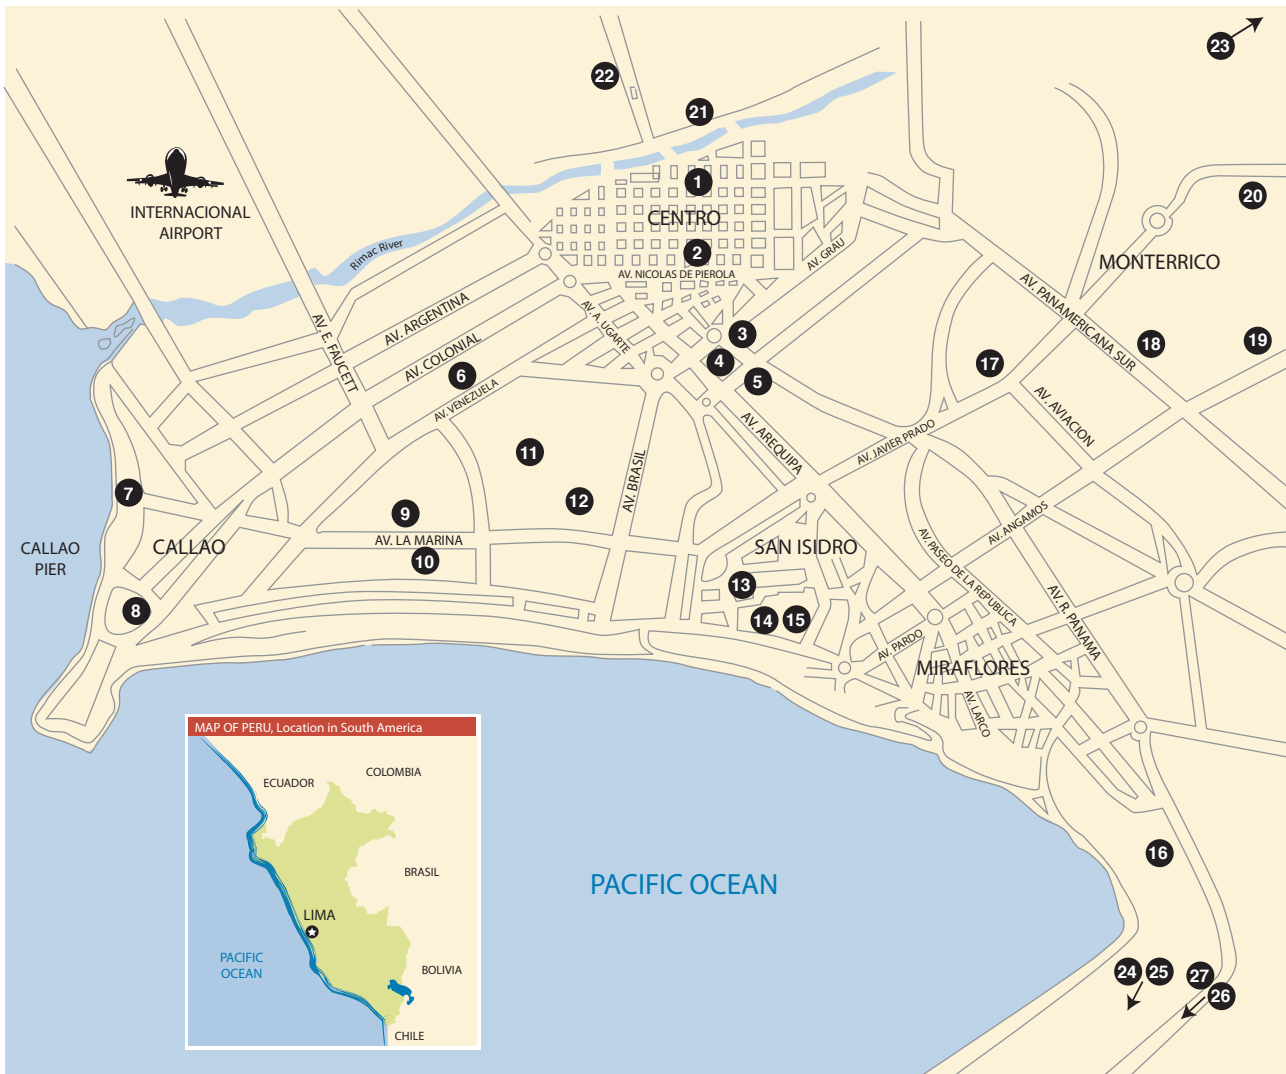 23
22
21
INTERNACIONAL
AIRPORT
1
CENTRO
20
Rimac River
2
AV. GRAU
MONTERRICO
AV. NICOLAS DE PIEROLA
AV. PANAMERICANA SUR
AV. ARGENTINA
AV. A. UGARTE
AV. E. FAUCETT
3
18
19
AV. COLONIAL
4
17
6
5
AV. VENEZUELA
AV. AVIACION
AV. AREQUIPA
AV. JAVIER PRADO
11
AV. BRASIL
7
12
9
AV. ANGAMOS
CALLAO
PIER
CALLAO
AV. LA MARINA
SAN ISIDRO
10
AV. PASEO DE LA REPUBLICA
13
8
14
15
AV. R. PANAMA
AV. PARDO
MIRAFLORES
AV. LARCO
MAP OF PERU, Location in South America
COLOMBIA
ECUADOR
BRASIL
LIMA
PACIFIC
OCEAN
BOLIVIA
CHILE
PACIFIC OCEAN
16
24
25
27
26